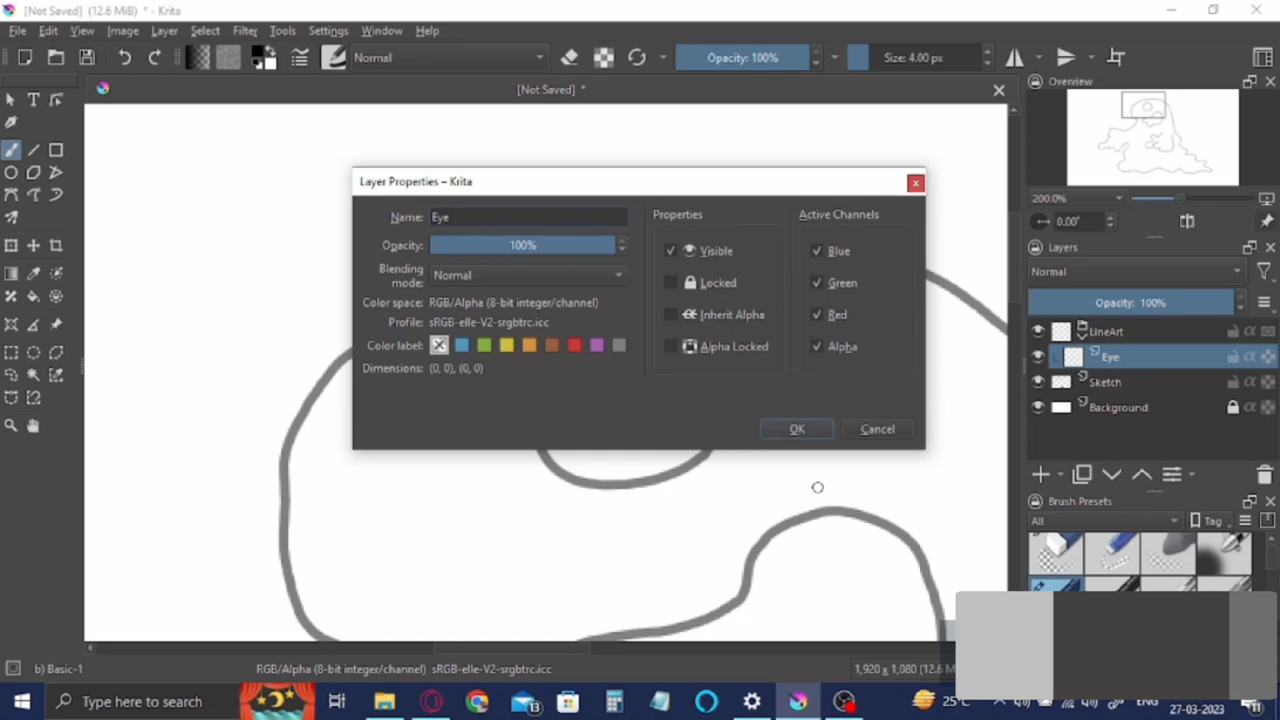 [Not Saved] (12.6 MiB) * - Krita
File Edit View Image Layer Select Filter Tools Settings Window Help
Normal
Opacity: 100%
Size: 4.00 px
[Not Saved] *
Overview
200.0%
0.00°
Layer Properties – Krita
Name: Eye
Opacity: 100%
Blending mode: Normal
Color space: RGB/Alpha (8-bit integer/channel)
Profile: sRGB-elle-V2-srgbtrc.icc
Color label:
Dimensions: (0, 0), (0, 0)
Properties
Visible
Locked
Inherit Alpha
Alpha Locked
Active Channels
Blue
Green
Red
Alpha
OK
Cancel
Layers
Normal
Opacity: 100%
LineArt
Eye
Sketch
Background
Brush Presets
All
Tag
b) Basic-1
RGB/Alpha (8-bit integer/channel) sRGB-elle-V2-srgbtrc.icc
1,920 x 1,080 (12.6 M
Type here to search
13
25°C
ENG
27-03-2023
11